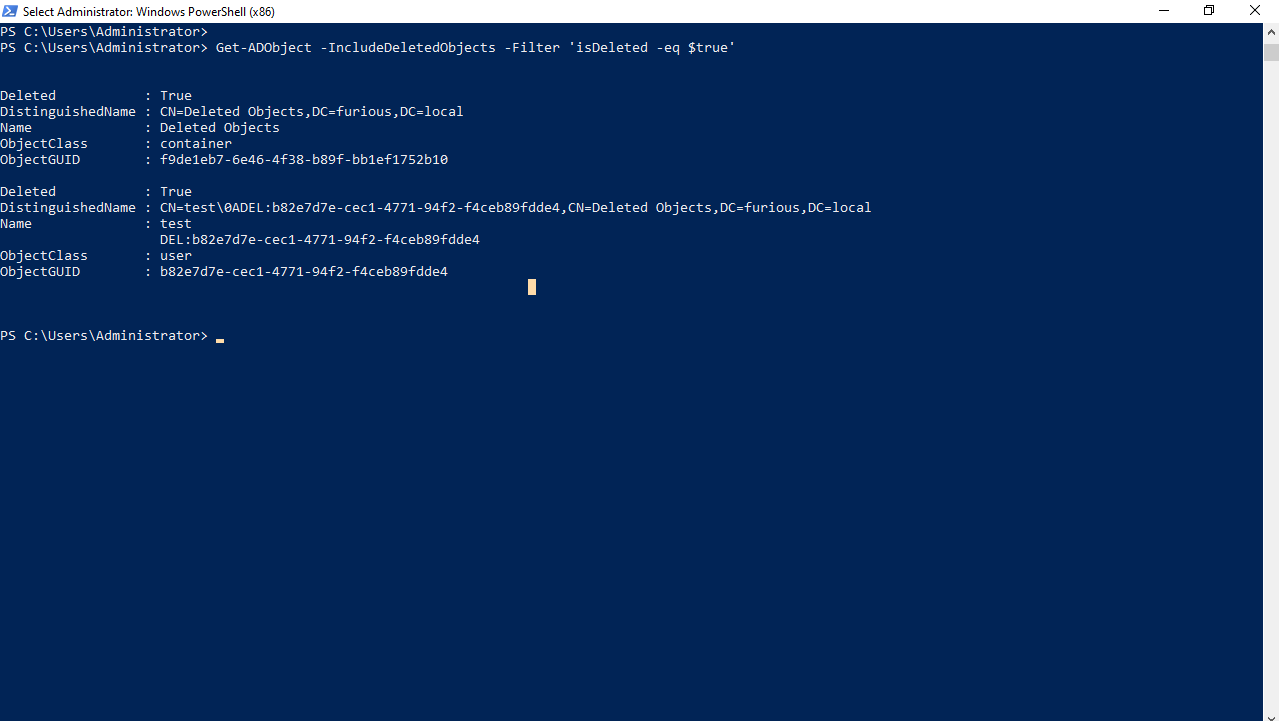 Select Administrator: Windows PowerShell (x86)
PS C:\Users\Administrator>
PS C:\Users\Administrator> Get-ADObject -IncludeDeletedObjects -Filter 'isDeleted -eq $true'
Deleted           : True
DistinguishedName : CN=Deleted Objects,DC=furious,DC=local
Name              : Deleted Objects
ObjectClass       : container
ObjectGUID        : f9de1eb7-6e46-4f38-b89f-bb1ef1752b10
Deleted           : True
DistinguishedName : CN=test\0ADEL:b82e7d7e-cec1-4771-94f2-f4ceb89fdde4,CN=Deleted Objects,DC=furious,DC=local
Name              : test
                    DEL:b82e7d7e-cec1-4771-94f2-f4ceb89fdde4
ObjectClass       : user
ObjectGUID        : b82e7d7e-cec1-4771-94f2-f4ceb89fdde4
PS C:\Users\Administrator>